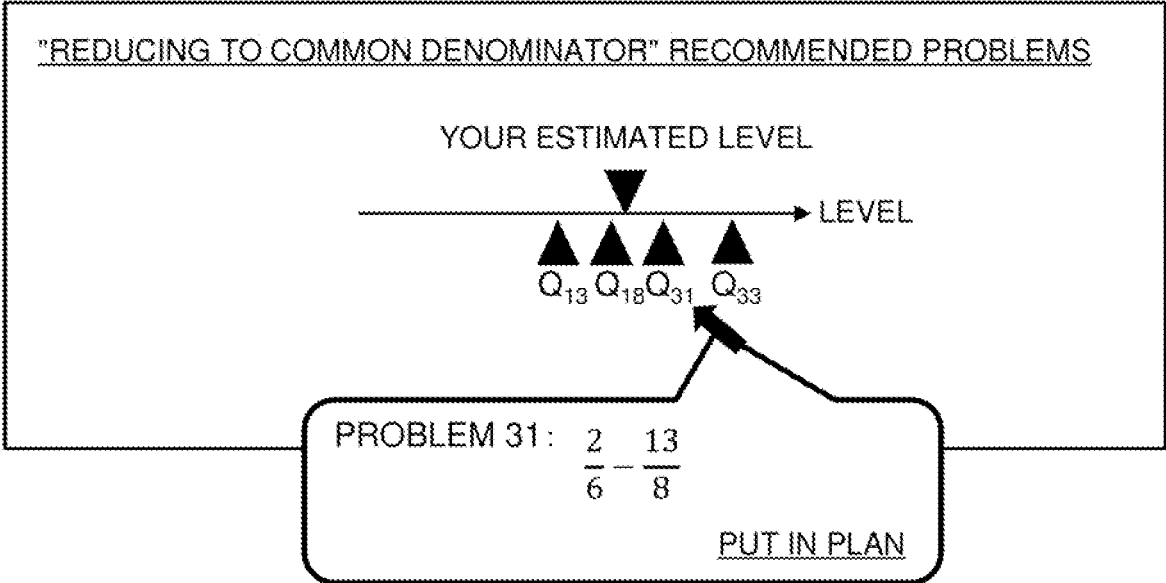 "REDUCING TO COMMON DENOMINATOR" RECOMMENDED PROBLEMS
YOUR ESTIMATED LEVEL
LEVEL
Q₁₃ Q₁₈ Q₃₁ Q₃₃
PROBLEM 31: 2/6 − 13/8
PUT IN PLAN